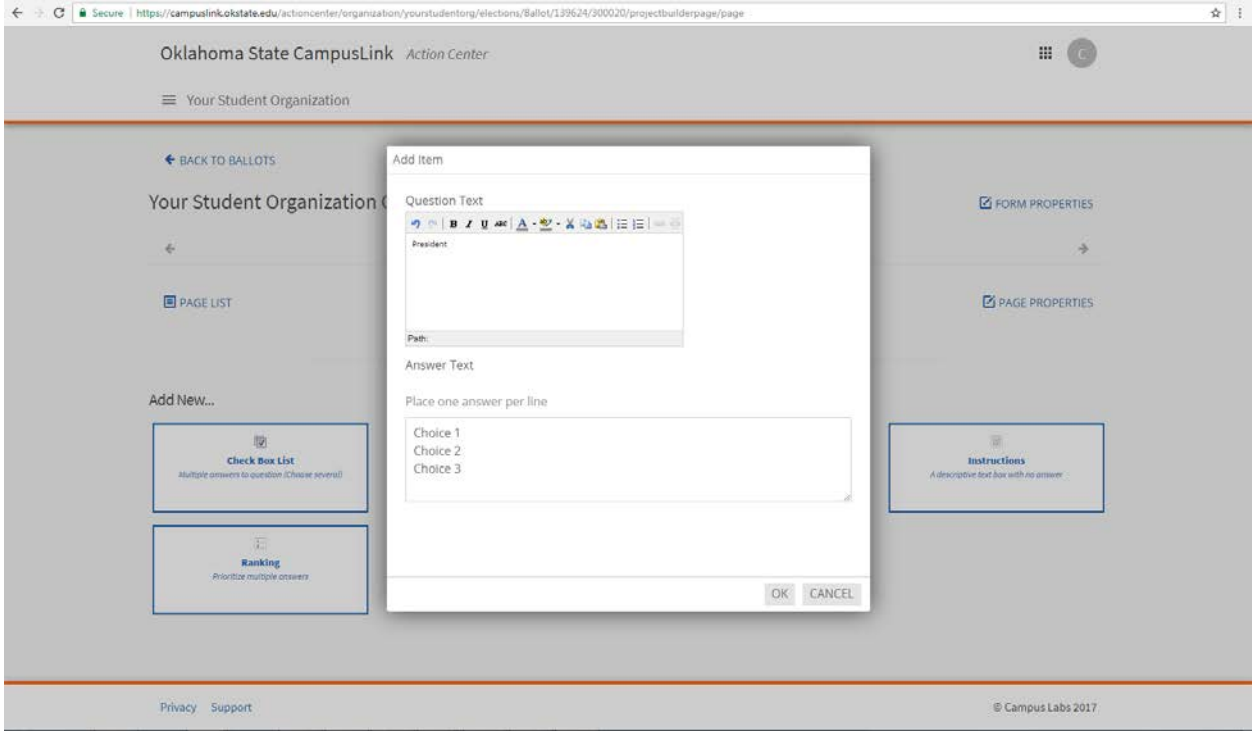 Secure | https://campuslink.okstate.edu/actioncenter/organization/yourstudentorg/elections/Ballot/139624/300020/projectbuilderpage/page
Oklahoma State CampusLink Action Center
C
Your Student Organization
BACK TO BALLOTS
Your Student Organization
FORM PROPERTIES
PAGE LIST
PAGE PROPERTIES
Add New...
Check Box List
Multiple answers to question (Choose several)
Instructions
A descriptive text box with no answer
Ranking
Prioritize multiple answers
Add Item
Question Text
B I U ABC A
President
Path:
Answer Text
Place one answer per line
Choice 1
Choice 2
Choice 3
OK CANCEL
Privacy Support
© Campus Labs 2017